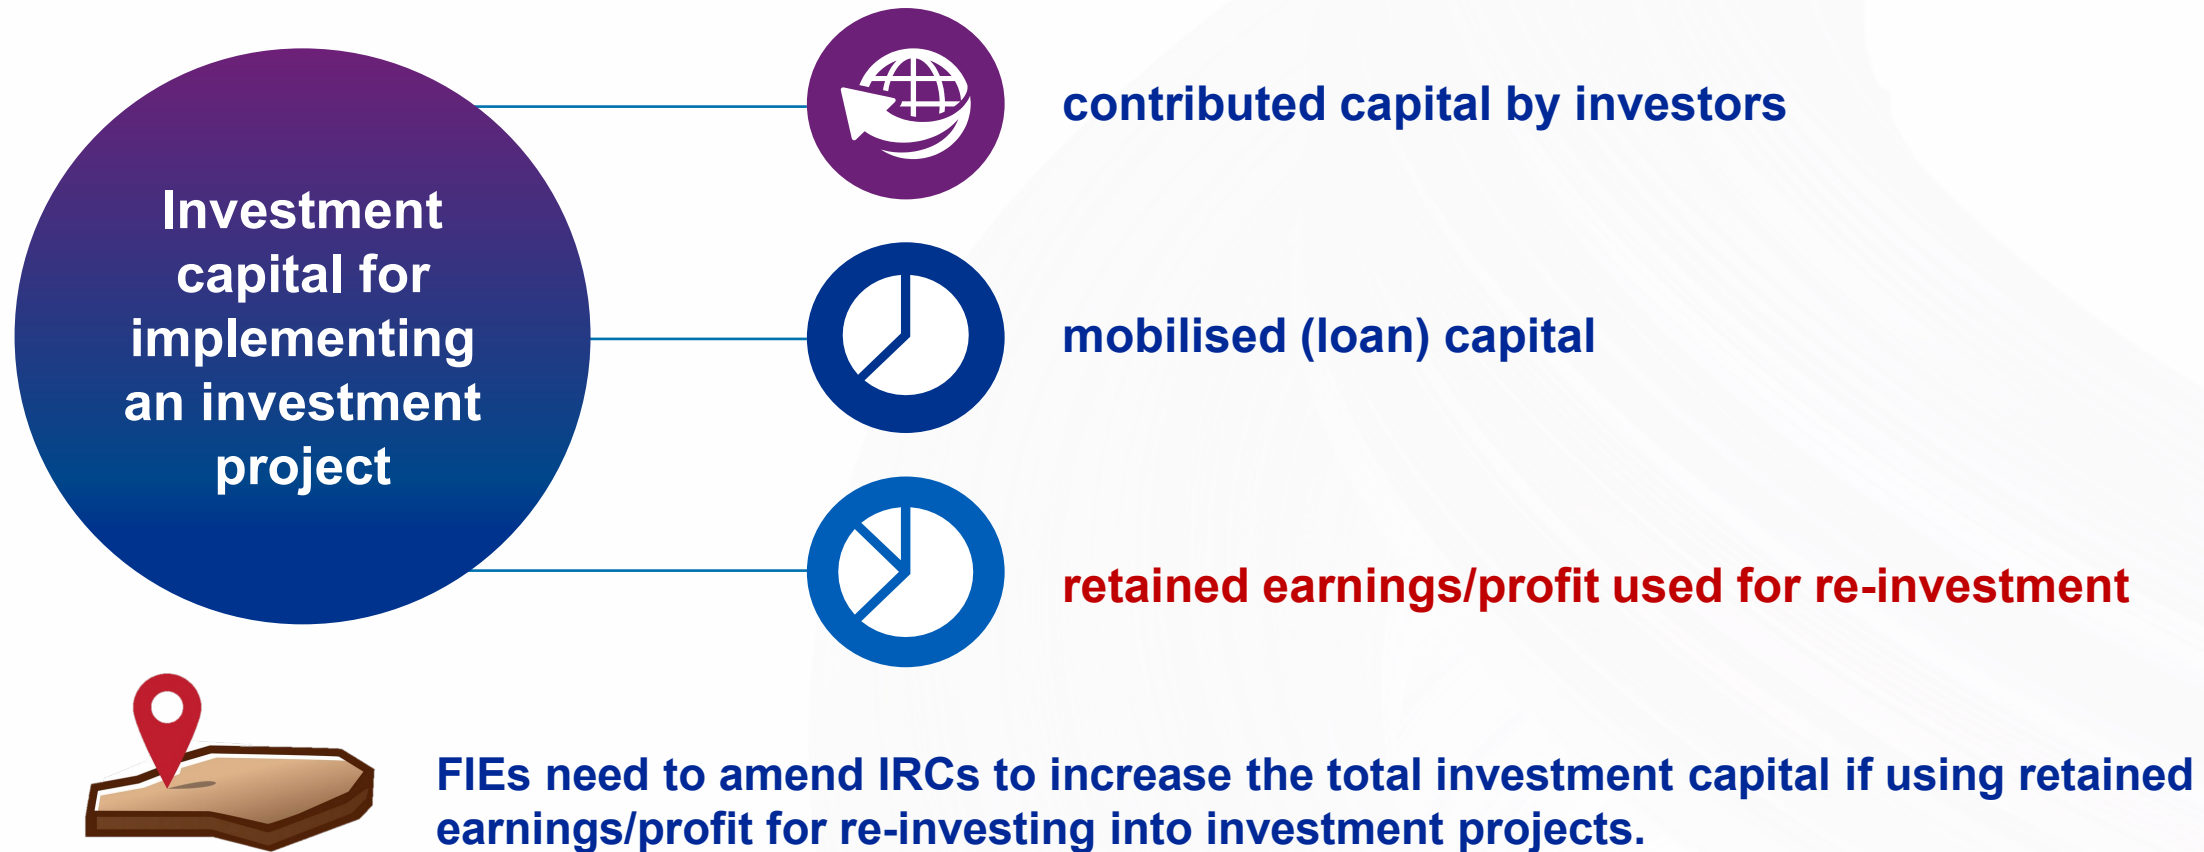 Investment
capital for
implementing
an investment
project
contributed capital by investors
mobilised (loan) capital
retained earnings/profit used for re-investment
FIEs need to amend IRCs to increase the total investment capital if using retained
earnings/profit for re-investing into investment projects.